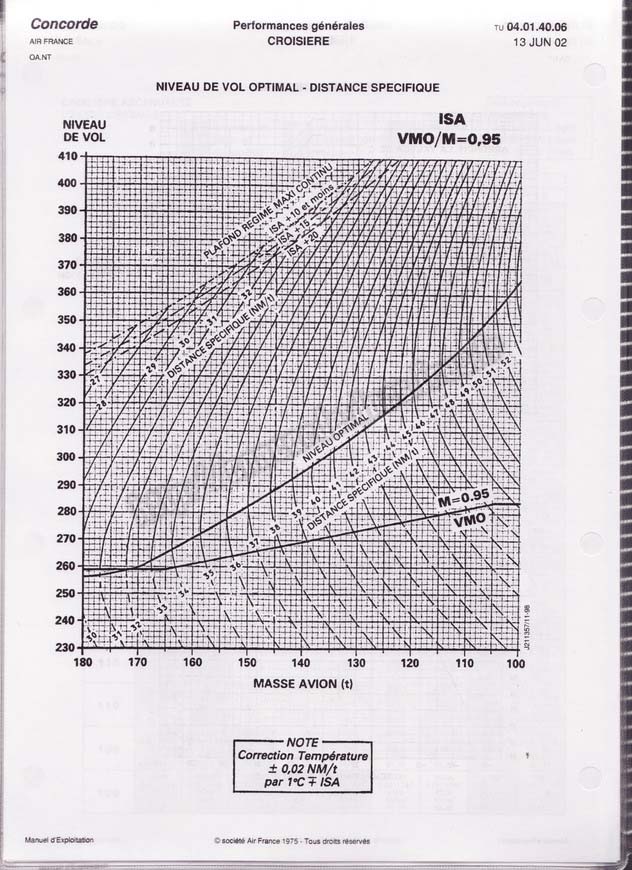 Concorde
AIR FRANCE
OA.NT
Performances générales
CROISIERE
TU 04.01.40.06
13 JUN 02
NIVEAU DE VOL OPTIMAL - DISTANCE SPECIFIQUE
NIVEAU
DE VOL
ISA
VMO/M=0,95
410
400
390
380
370
360
350
340
330
320
310
300
290
280
270
260
250
240
230
PLAFOND REGIME MAXI CONTINU
ISA +10 et moins
ISA +15
ISA +20
27 28 29 30 31 32
DISTANCE SPECIFIQUE (NM/t)
NIVEAU OPTIMAL
30 31 32 33 34 35 36 37 38 39 40 41 42 43 44 45 46 47 48 49 50 51 52
DISTANCE SPECIFIQUE (NM/t)
M=0.95
VMO
180 170 160 150 140 130 120 110 100
MASSE AVION (t)
J211357/11-98
NOTE
Correction Température
± 0,02 NM/t
par 1°C ∓ ISA
Manuel d'Exploitation
© société Air France 1975 - Tous droits réservés